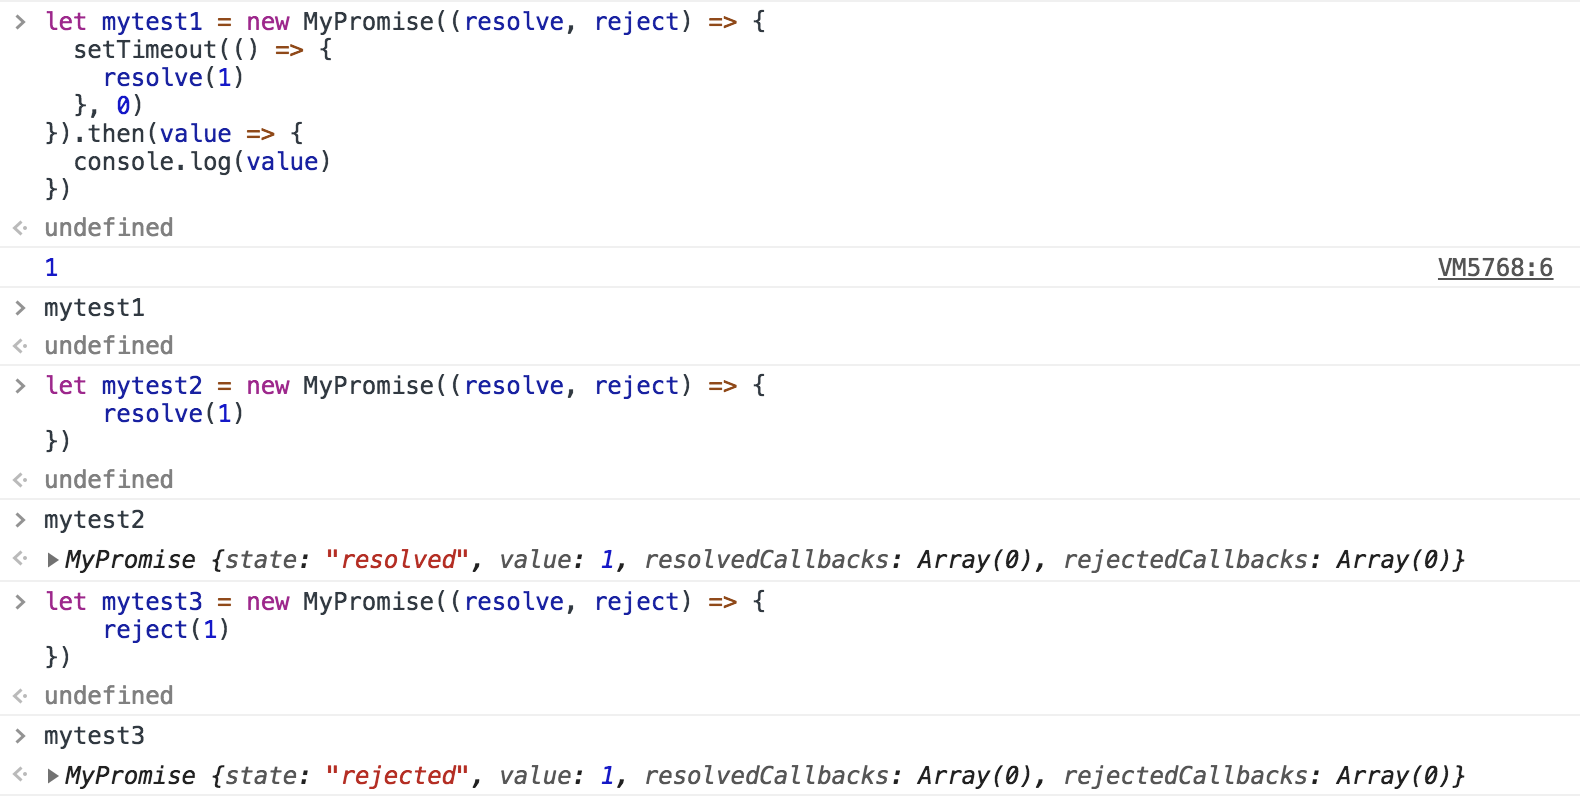 > let mytest1 = new MyPromise((resolve, reject) => {
  setTimeout(() => {
    resolve(1)
  }, 0)
}).then(value => {
  console.log(value)
})
undefined
1 VM5768:6
> mytest1
undefined
> let mytest2 = new MyPromise((resolve, reject) => {
    resolve(1)
})
undefined
> mytest2
MyPromise {state: "resolved", value: 1, resolvedCallbacks: Array(0), rejectedCallbacks: Array(0)}
> let mytest3 = new MyPromise((resolve, reject) => {
    reject(1)
})
undefined
> mytest3
MyPromise {state: "rejected", value: 1, resolvedCallbacks: Array(0), rejectedCallbacks: Array(0)}